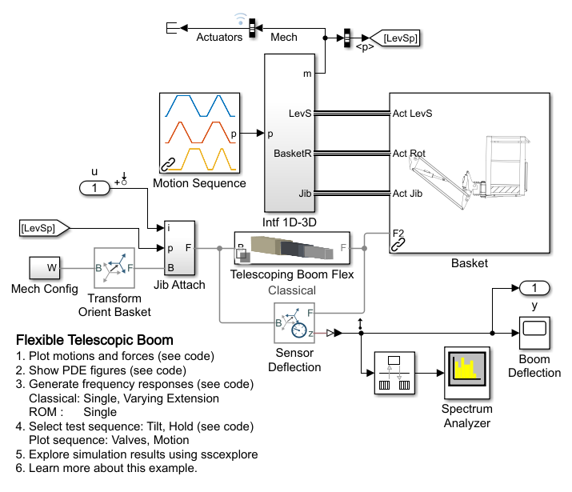 Actuators
Mech
<p>
[LevSp]
m
LevS
Act LevS
p
p
BasketR
Act Rot
Motion Sequence
Jib
Act Jib
Intf 1D-3D
u
1
F2
Basket
[LevSp]
i
p
F
B
F
Telescoping Boom Flex
Classical
W
B
F
B
Mech Config
Transform
Orient Basket
Jib Attach
B
F
z
Sensor
Deflection
1
y
Boom
Deflection
Spectrum
Analyzer
Flexible Telescopic Boom
1. Plot motions and forces (see code)
2. Show PDE figures (see code)
3. Generate frequency responses (see code)
Classical: Single, Varying Extension
ROM : Single
4. Select test sequence: Tilt, Hold (see code)
Plot sequence: Valves, Motion
5. Explore simulation results using sscexplore
6. Learn more about this example.